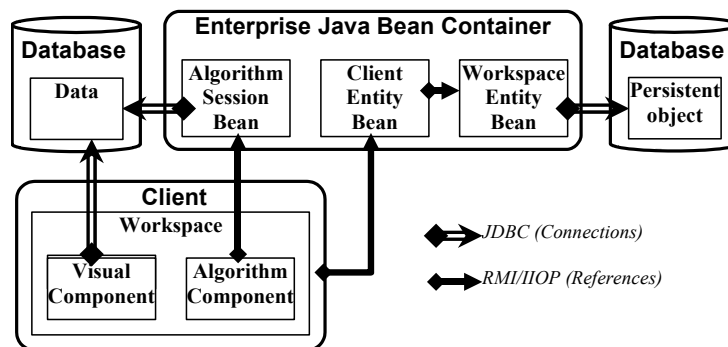 Enterprise Java Bean Container
Database
Data
Algorithm
Session
Bean
Client
Entity
Bean
Workspace
Entity
Bean
Database
Persistent
object
Client
Workspace
Visual
Component
Algorithm
Component
JDBC (Connections)
RMI/IIOP (References)